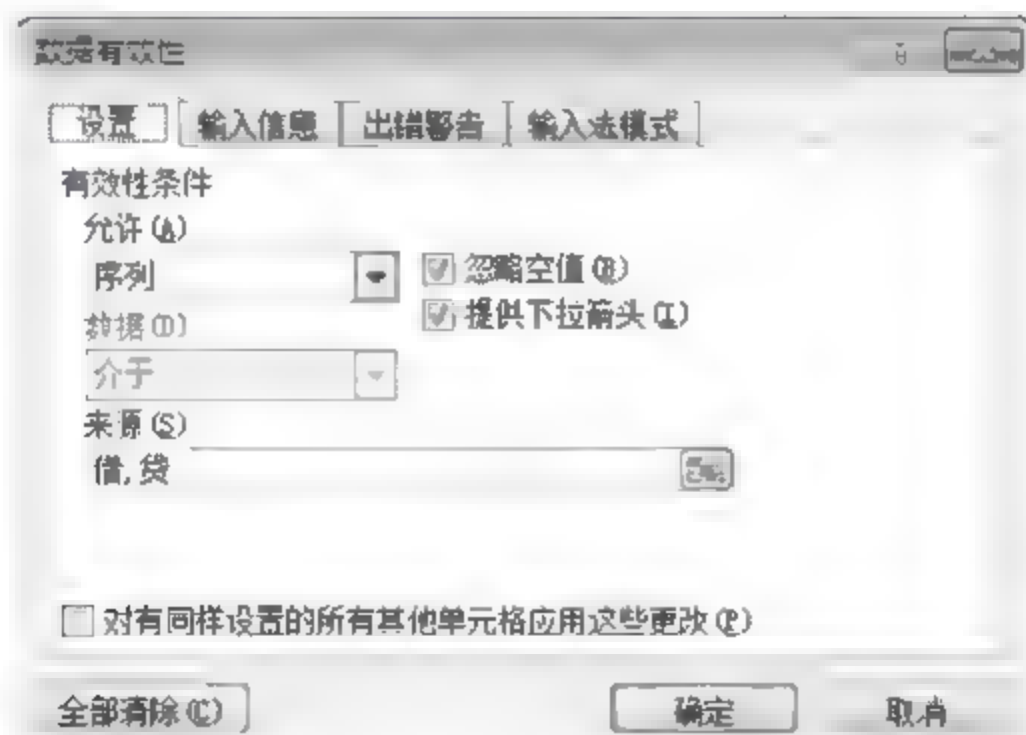 数据有效性
设置 输入信息 出错警告 输入法模式
有效性条件
允许(A)
序列 忽略空值(B)
数据(D) 提供下拉箭头(I)
介于
来源(S)
借,贷
对有同样设置的所有其他单元格应用这些更改(P)
全部清除(C) 确定 取消